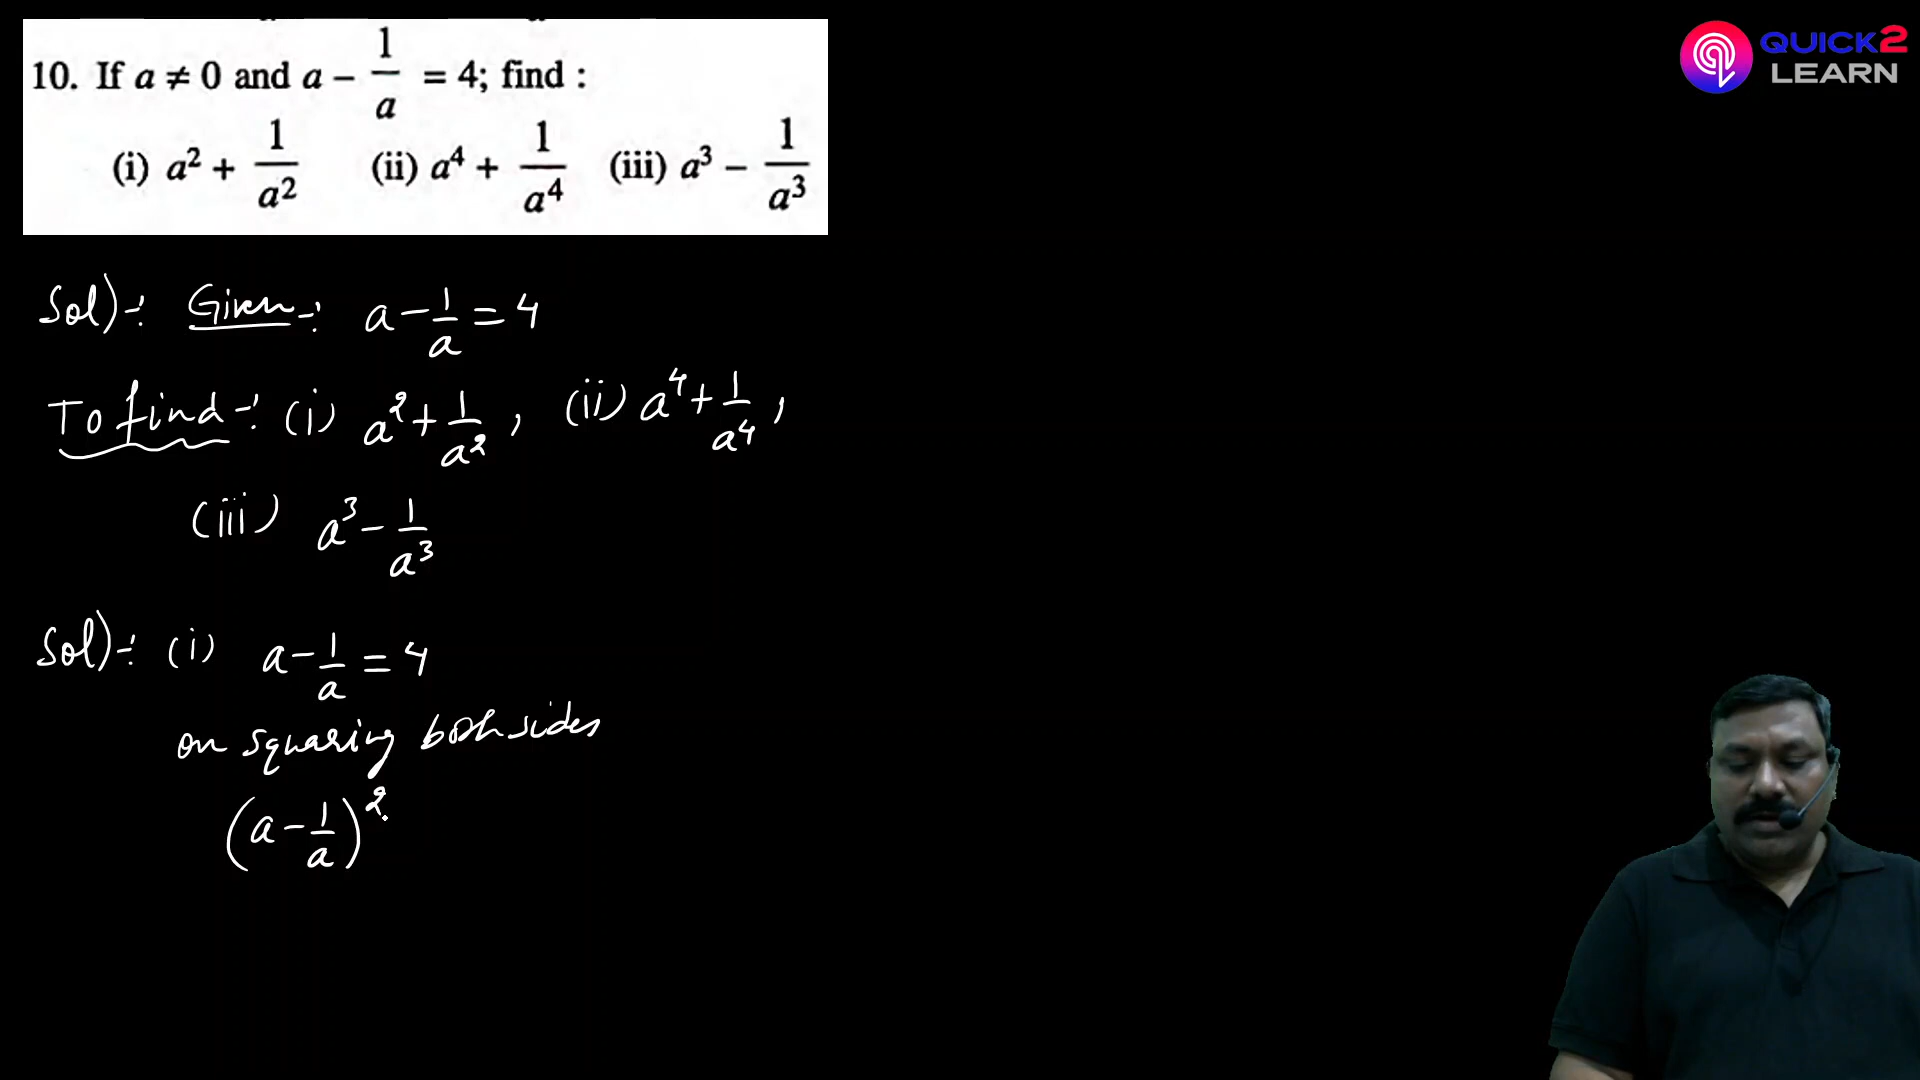 10. If a ≠ 0 and a − 1/a = 4; find :
(i) a² + 1/a² (ii) a⁴ + 1/a⁴ (iii) a³ − 1/a³
QUICK2
LEARN
Sol):- Given:- a − 1/a = 4
To find:- (i) a² + 1/a² , (ii) a⁴ + 1/a⁴ ,
(iii) a³ − 1/a³
Sol):- (i) a − 1/a = 4
on squaring both sides
(a − 1/a)²